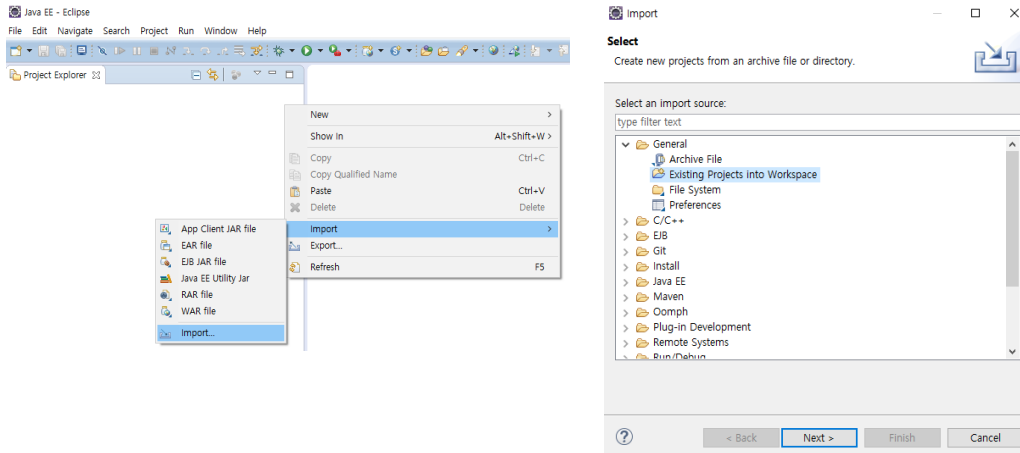 Java EE - Eclipse
File Edit Navigate Search Project Run Window Help
Project Explorer
New
Show In Alt+Shift+W >
Copy Ctrl+C
Copy Qualified Name
Paste Ctrl+V
Delete Delete
Import
Export...
Refresh F5
App Client JAR file
EAR file
EJB JAR file
Java EE Utility Jar
RAR file
WAR file
Import...
Import
Select
Create new projects from an archive file or directory.
Select an import source:
type filter text
General
Archive File
Existing Projects into Workspace
File System
Preferences
C/C++
EJB
Git
Install
Java EE
Maven
Oomph
Plug-in Development
Remote Systems
Run/Debug
< Back Next > Finish Cancel